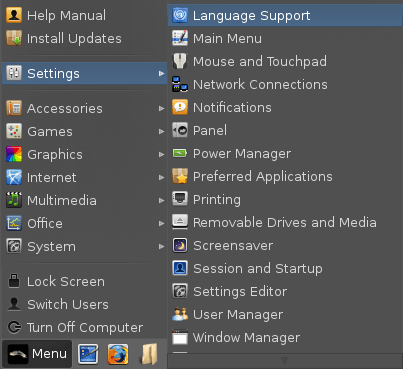 Help Manual
Install Updates
Settings
Accessories
Games
Graphics
Internet
Multimedia
Office
System
Lock Screen
Switch Users
Turn Off Computer
Menu
Language Support
Main Menu
Mouse and Touchpad
Network Connections
Notifications
Panel
Power Manager
Preferred Applications
Printing
Removable Drives and Media
Screensaver
Session and Startup
Settings Editor
User Manager
Window Manager